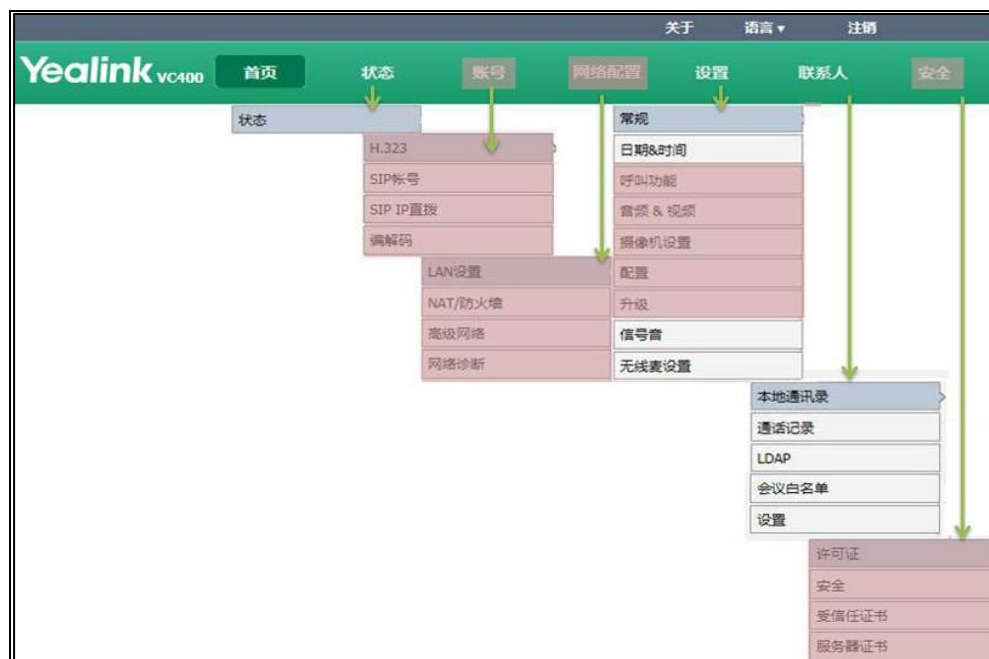 关于 语言▼ 注销
Yealink VC400 首页 状态 账号 网络配置 设置 联系人 安全
状态
H.323
SIP帐号
SIP IP直拨
编解码
LAN设置
NAT/防火墙
高级网络
网络诊断
常规
日期&时间
呼叫功能
音频 & 视频
摄像机设置
配置
升级
信号音
无线麦设置
本地通讯录
通话记录
LDAP
会议白名单
设置
许可证
安全
受信任证书
服务器证书